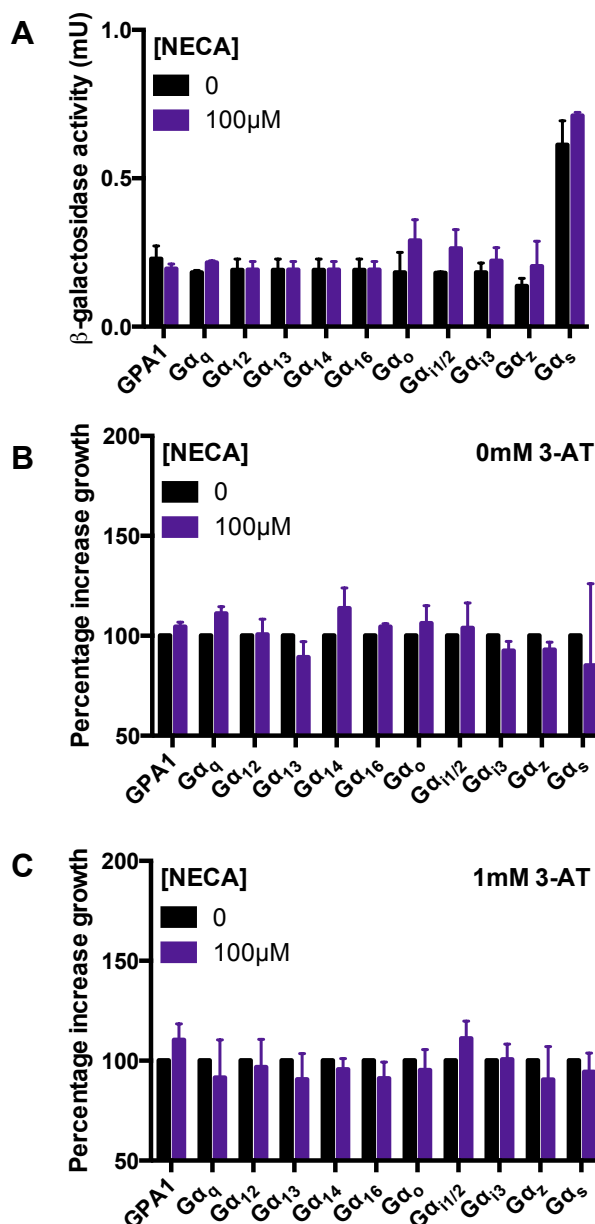 A
β-galactosidase activity (mU)
1.0
0.5
0.0
[NECA]
0
100µM
GPA1 Gαq Gα12 Gα13 Gα14 Gα16 Gαo Gαi1/2 Gαi3 Gαz Gαs
B
Percentage increase growth
200
150
100
50
[NECA]
0
100µM
0mM 3-AT
GPA1 Gαq Gα12 Gα13 Gα14 Gα16 Gαo Gαi1/2 Gαi3 Gαz Gαs
C
Percentage increase growth
200
150
100
50
[NECA]
0
100µM
1mM 3-AT
GPA1 Gαq Gα12 Gα13 Gα14 Gα16 Gαo Gαi1/2 Gαi3 Gαz Gαs